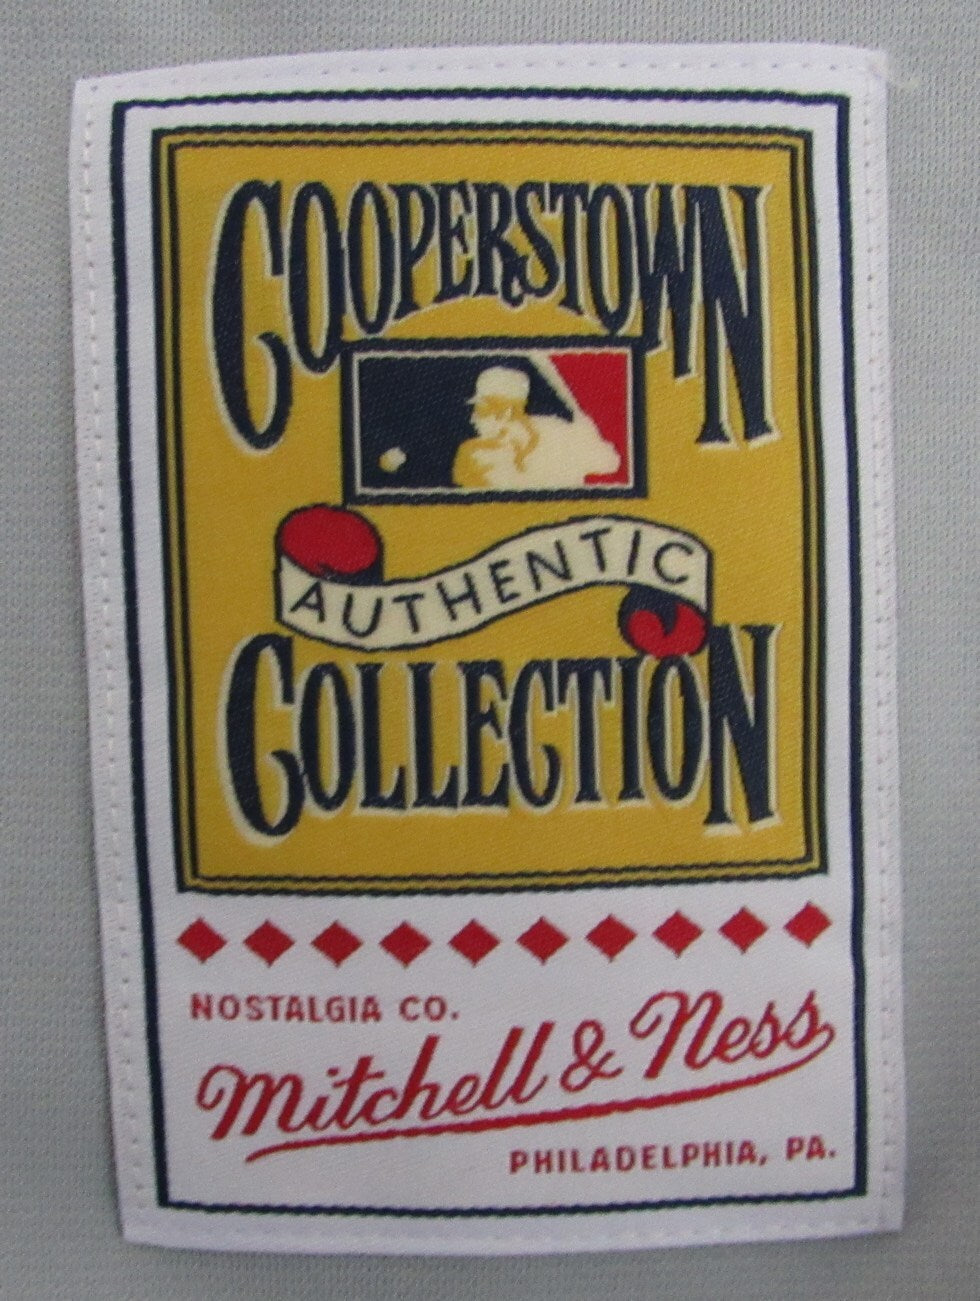 COOPERSTOWN
AUTHENTIC
COLLECTION
NOSTALGIA CO.
Mitchell & Ness
PHILADELPHIA, PA.